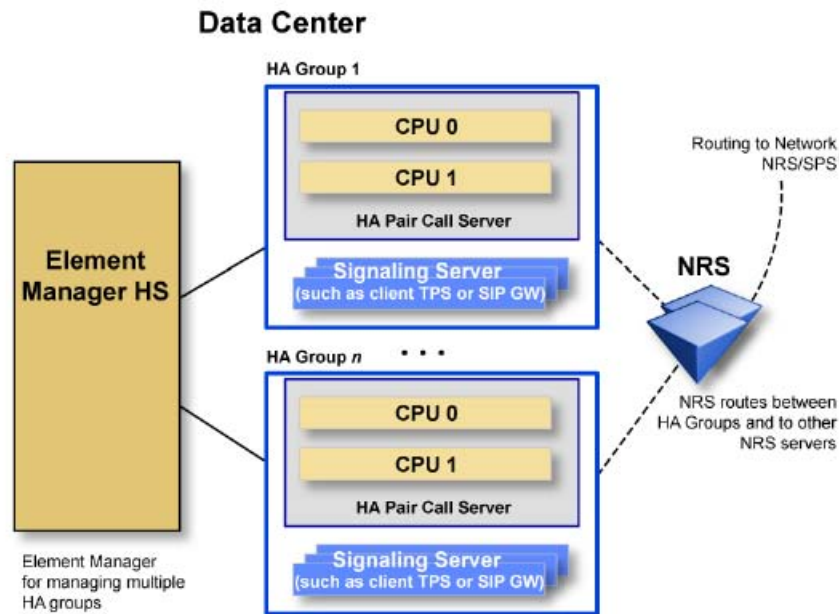 Data Center
HA Group 1
CPU 0
CPU 1
HA Pair Call Server
Signaling Server
(such as client TPS or SIP GW)
Element
Manager HS
Routing to Network
NRS/SPS
NRS
HA Group n
. . .
CPU 0
CPU 1
HA Pair Call Server
Signaling Server
(such as client TPS or SIP GW)
NRS routes between
HA Groups and to other
NRS servers
Element Manager
for managing multiple
HA groups